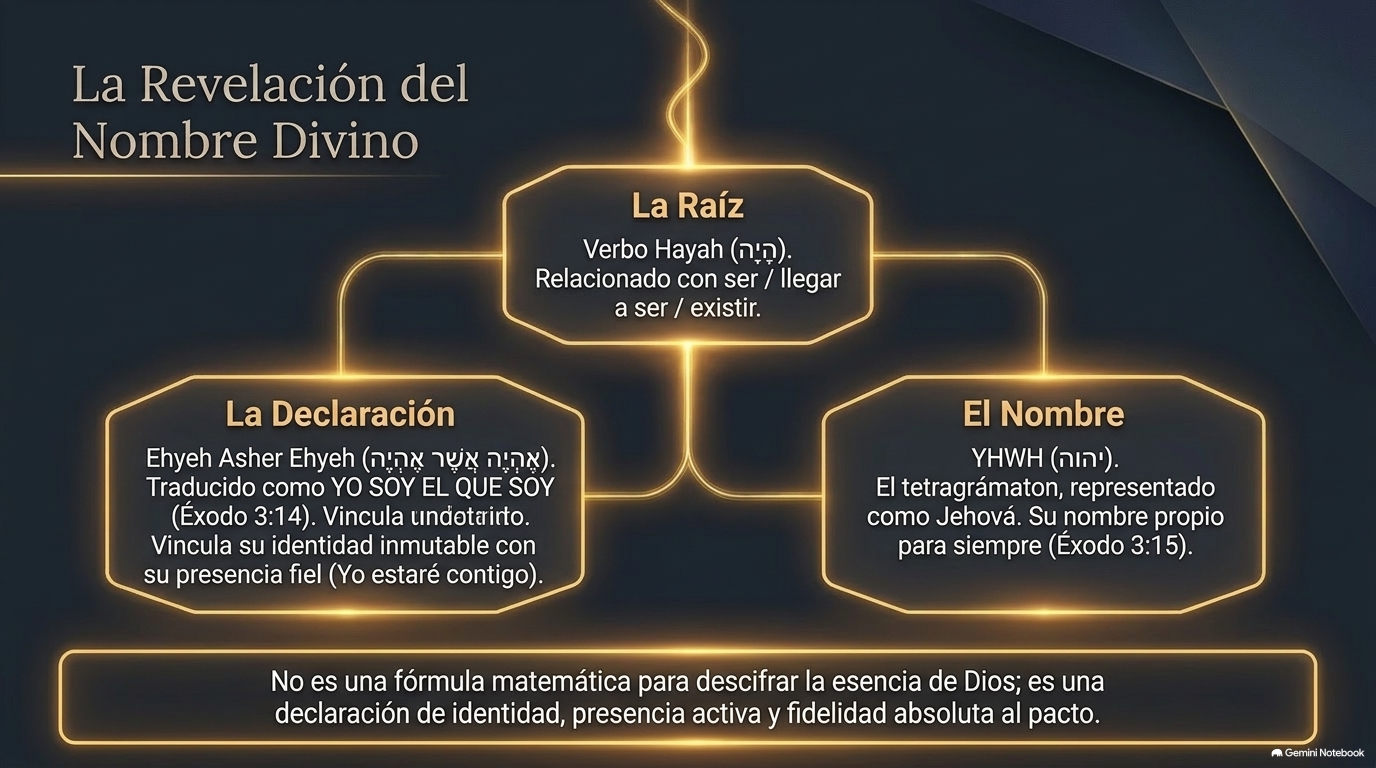 La Revelación del
Nombre Divino
La Raíz
Verbo Hayah (הָיָה).
Relacionado con ser / llegar
a ser / existir.
La Declaración
Ehyeh Asher Ehyeh (אֶהְיֶה אֲשֶׁר אֶהְיֶה).
Traducido como YO SOY EL QUE SOY
(Éxodo 3:14). Vincula
Vincula su identidad inmutable con
su presencia fiel (Yo estaré contigo).
El Nombre
YHWH (יהוה).
El tetragrámaton, representado
como Jehová. Su nombre propio
para siempre (Éxodo 3:15).
No es una fórmula matemática para descifrar la esencia de Dios; es una
declaración de identidad, presencia activa y fidelidad absoluta al pacto.
Gemini Notebook